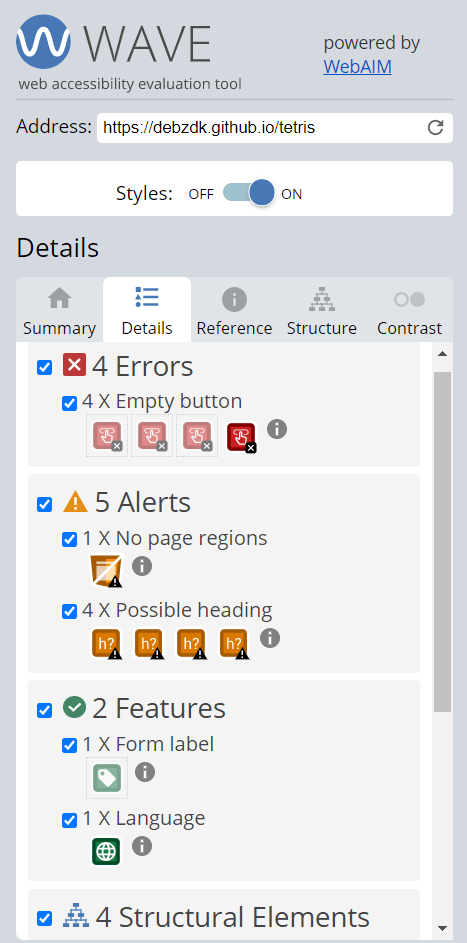 WAVE
web accessibility evaluation tool
powered by
WebAIM
Address: https://debzdk.github.io/tetris
Styles: OFF ON
Details
Summary Details Reference Structure Contrast
4 Errors
4 X Empty button
5 Alerts
1 X No page regions
4 X Possible heading
h? h? h? h?
2 Features
1 X Form label
1 X Language
4 Structural Elements